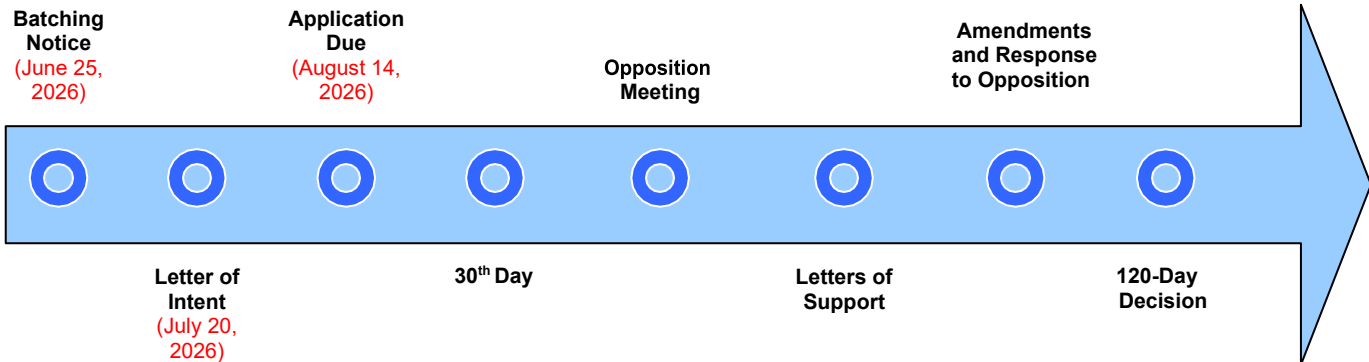 Batching
Notice
(June 25,
2026)
Letter of
Intent
(July 20,
2026)
Application
Due
(August 14,
2026)
30th Day
Opposition
Meeting
Letters of
Support
Amendments
and Response
to Opposition
120-Day
Decision